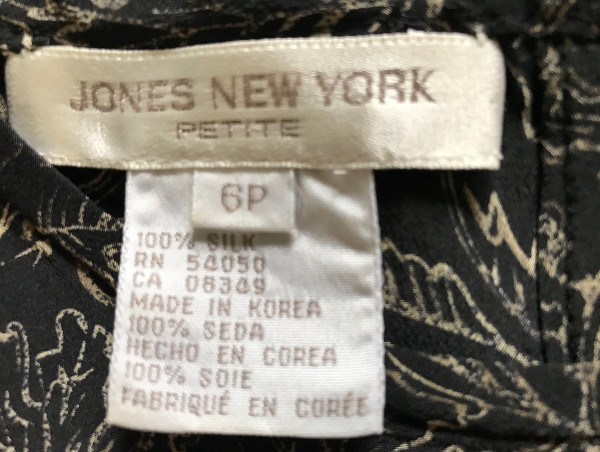 JONES NEW YORK
PETITE
6P
100% SILK
RN 54050
CA 08349
MADE IN KOREA
100% SEDA
HECHO EN COREA
100% SOIE
FABRIQUÉ EN CORÉE